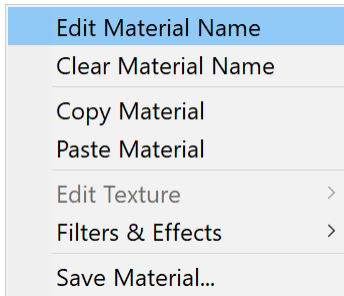 Edit Material Name
Clear Material Name
Copy Material
Paste Material
Edit Texture
Filters & Effects
Save Material...